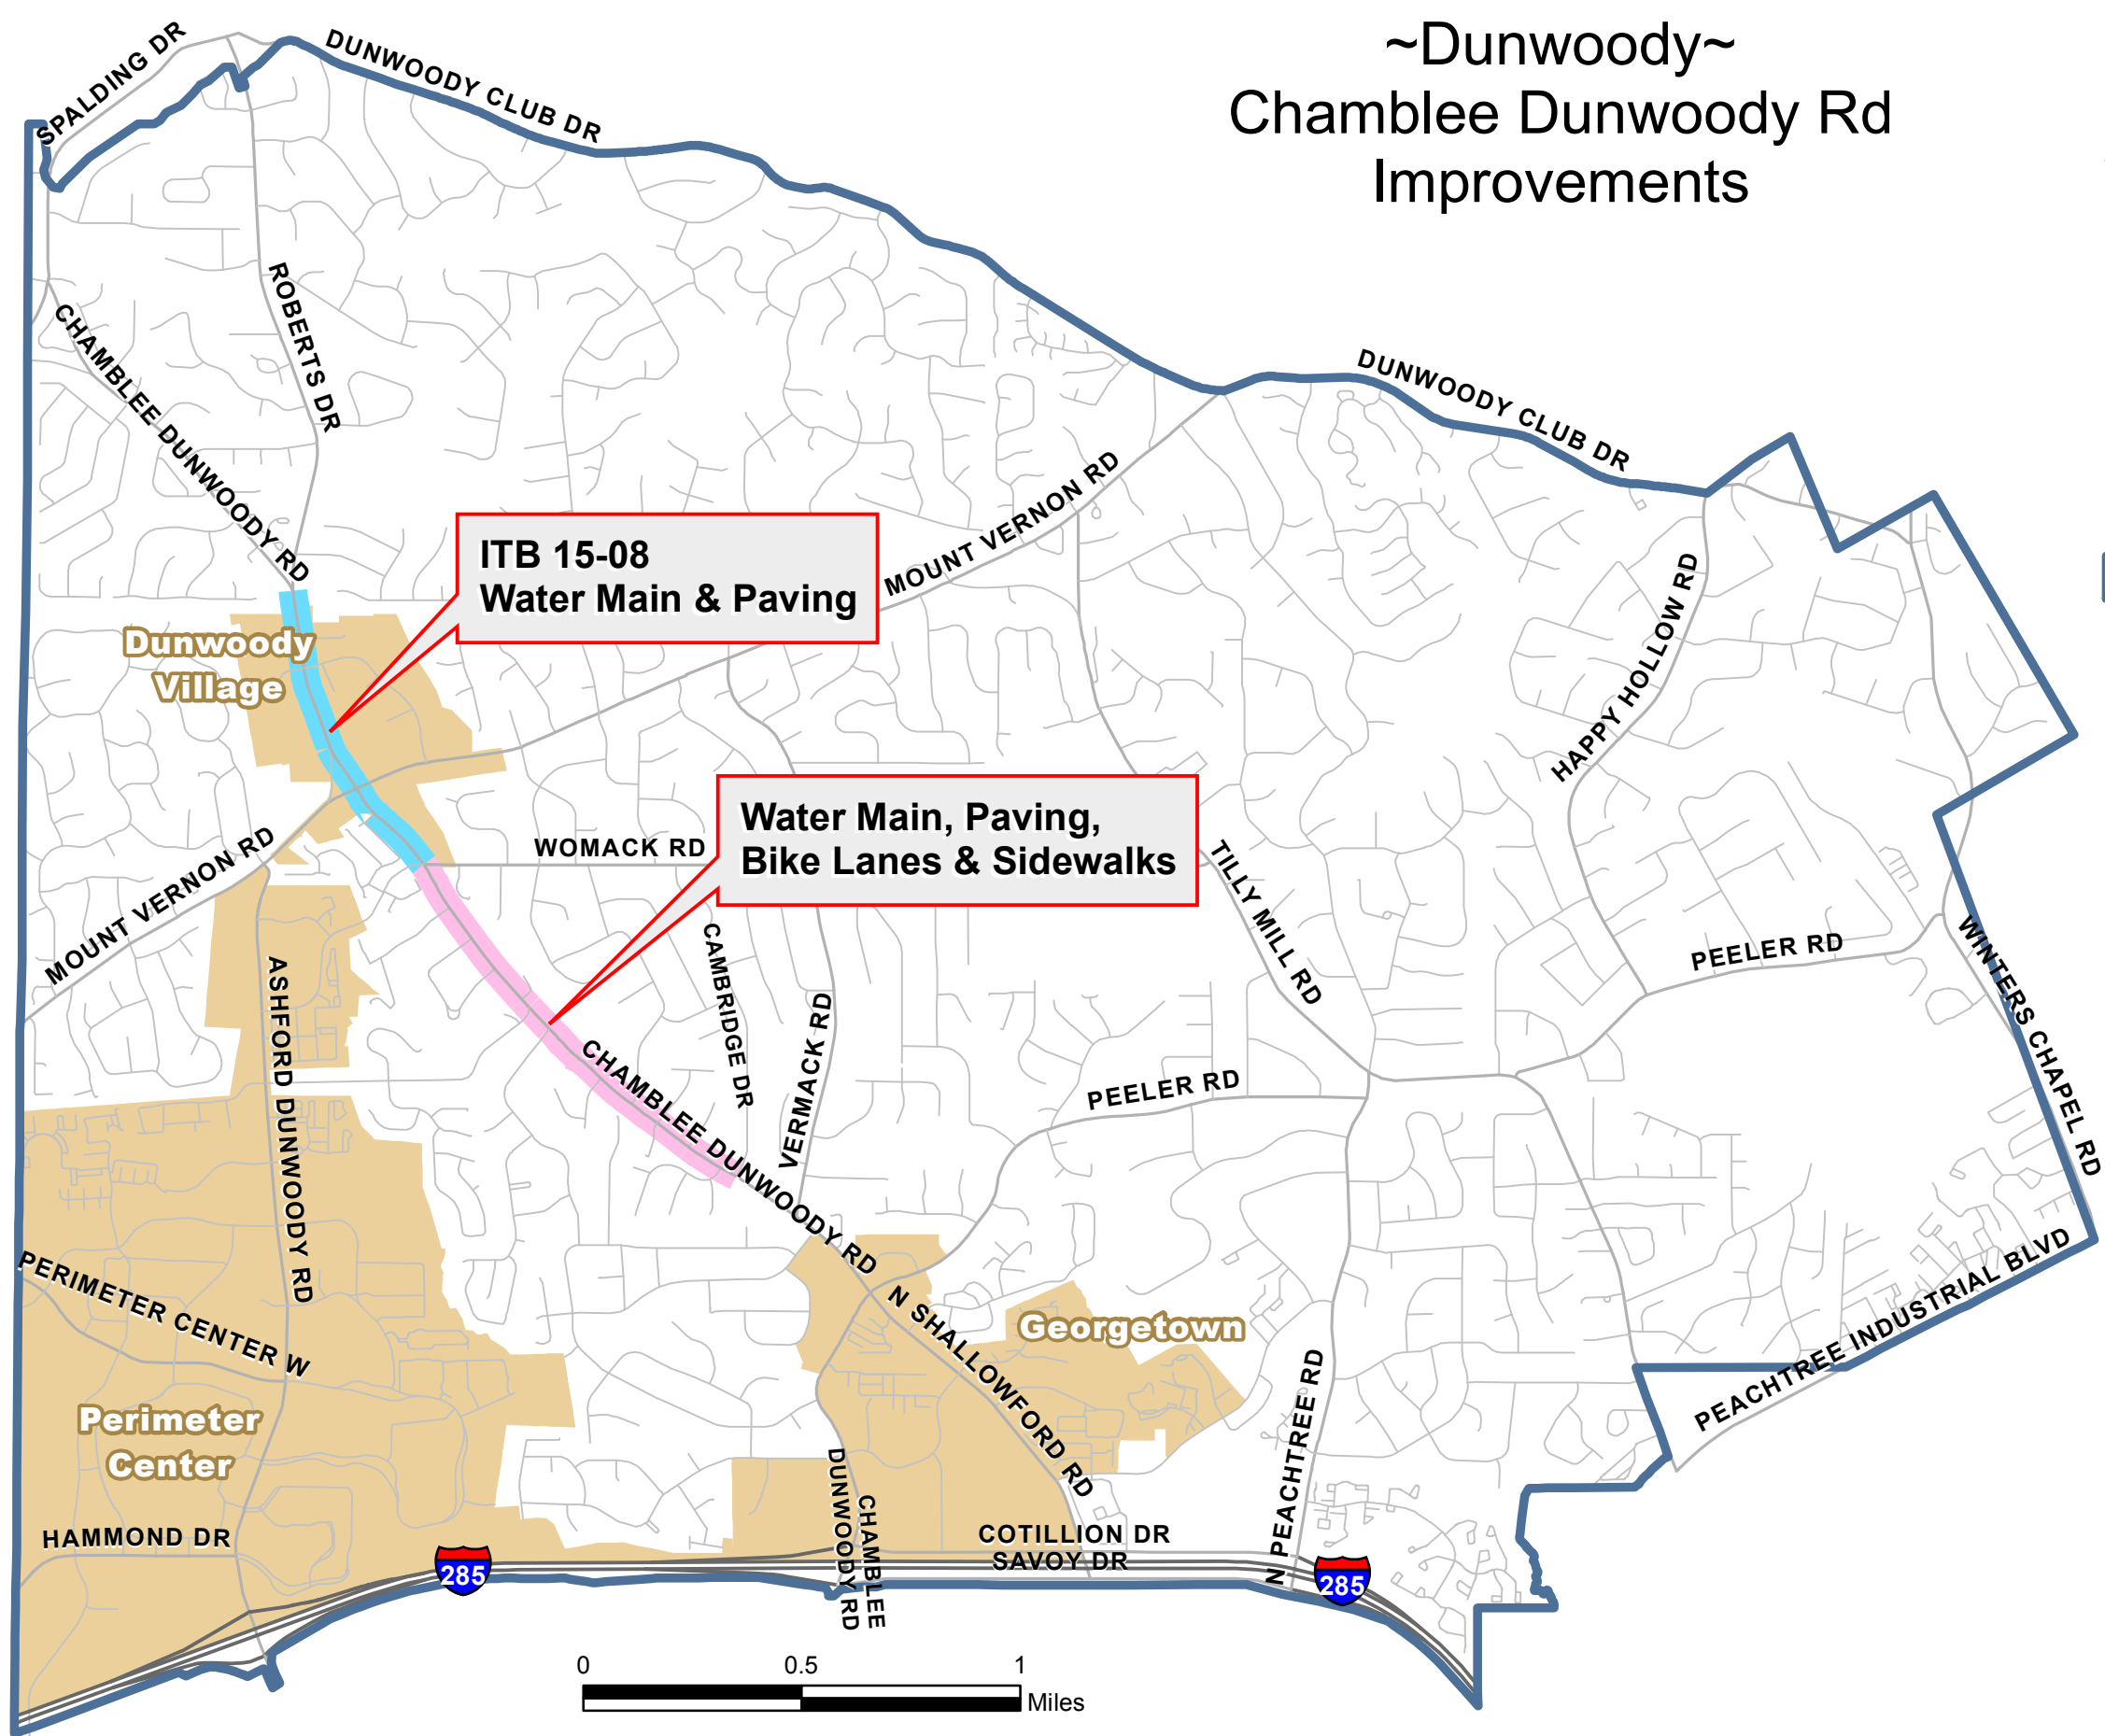 ~Dunwoody~
Chamblee Dunwoody Rd
Improvements
SPALDING DR
DUNWOODY CLUB DR
ROBERTS DR
CHAMBLEE DUNWOODY RD
DUNWOODY CLUB DR
MOUNT VERNON RD
ITB 15-08
Water Main & Paving
HAPPY HOLLOW RD
Dunwoody
Village
Water Main, Paving,
Bike Lanes & Sidewalks
WOMACK RD
MOUNT VERNON RD
TILLY MILL RD
CAMBRIDGE DR
VERMACK RD
PEELER RD
WINTERS CHAPEL RD
ASHFORD DUNWOODY RD
CHAMBLEE DUNWOODY RD
PEELER RD
PERIMETER CENTER W
N SHALLOWFORD RD
Georgetown
PEACHTREE INDUSTRIAL BLVD
Perimeter
Center
N PEACHTREE RD
HAMMOND DR
CHAMBLEE
DUNWOODY RD
COTILLION DR
SAVOY DR
285
285
0 0.5 1
Miles